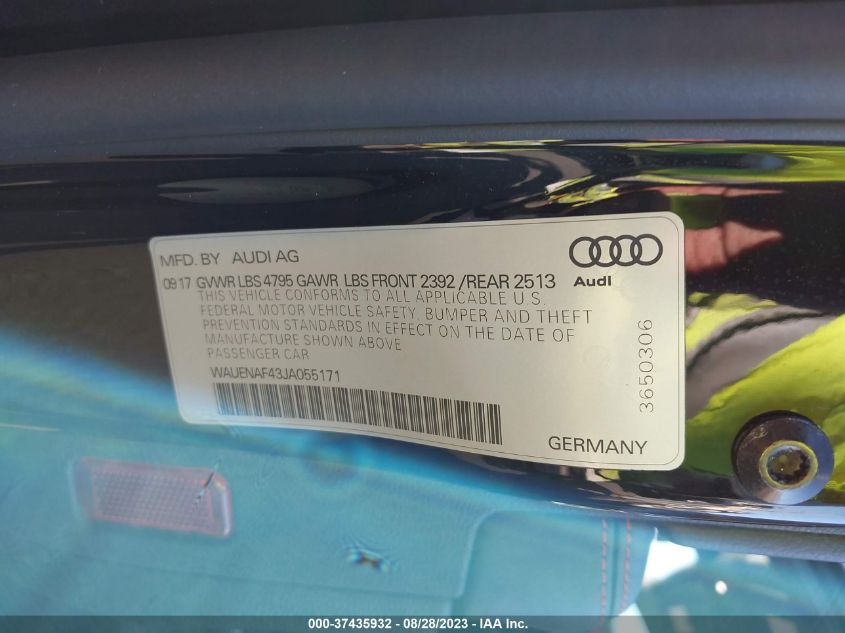 MFD. BY AUDI AG
09 17 GVWR LBS 4795 GAWR LBS FRONT 2392 /REAR 2513
THIS VEHICLE CONFORMS TO ALL APPLICABLE U.S.
FEDERAL MOTOR VEHICLE SAFETY, BUMPER AND THEFT
PREVENTION STANDARDS IN EFFECT ON THE DATE OF
MANUFACTURE SHOWN ABOVE
PASSENGER CAR
WAUENAF43JA055171
Audi
3650306
GERMANY
000-37435932 - 08/28/2023 - IAA Inc.